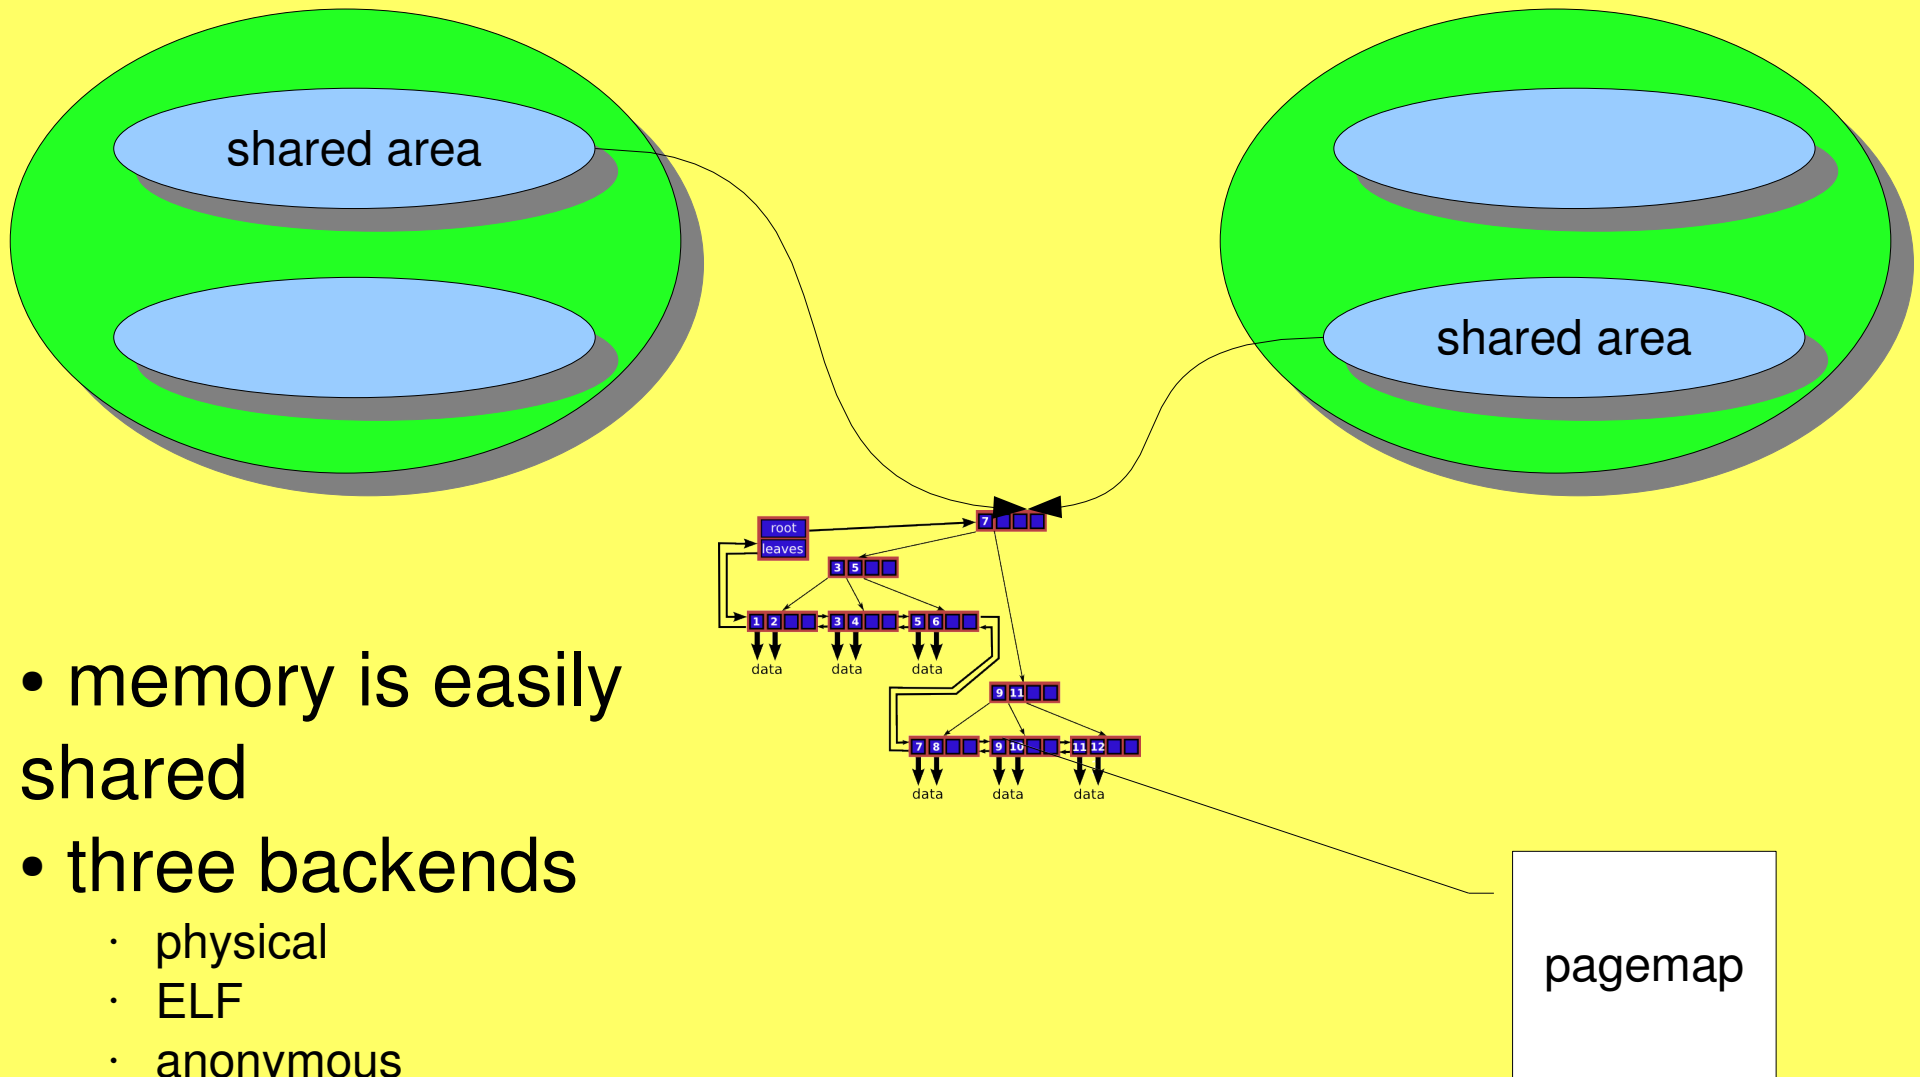 shared area
shared area
7
root
leaves
3 5
1 2 3 4 5 6
data data data
9 11
7 8 9 10 11 12
data data data
• memory is easily
shared
• three backends
· physical
· ELF
· anonymous
pagemap